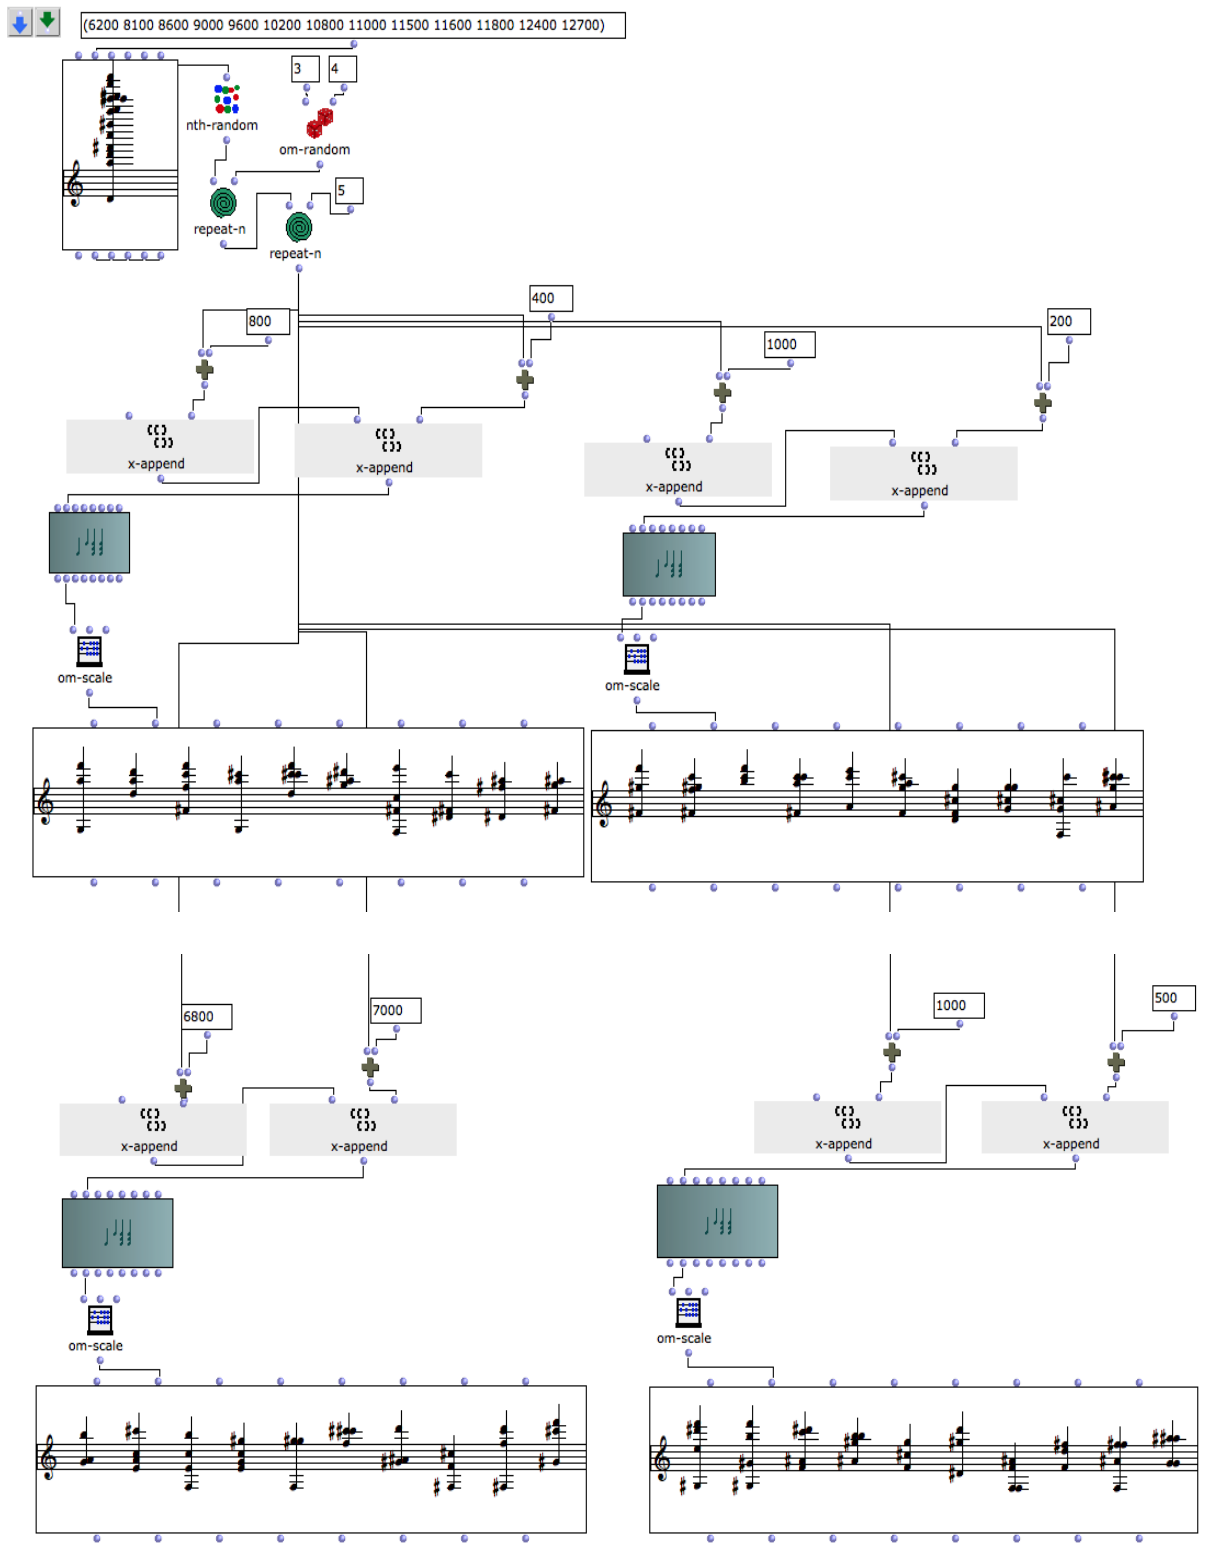 (6200 8100 8600 9000 9600 10200 10800 11000 11500 11600 11800 12400 12700)
3
4
nth-random
om-random
5
repeat-n
repeat-n
400
800
200
1000
x-append
x-append
x-append
x-append
om-scale
om-scale
6800
7000
1000
500
x-append
x-append
x-append
x-append
om-scale
om-scale